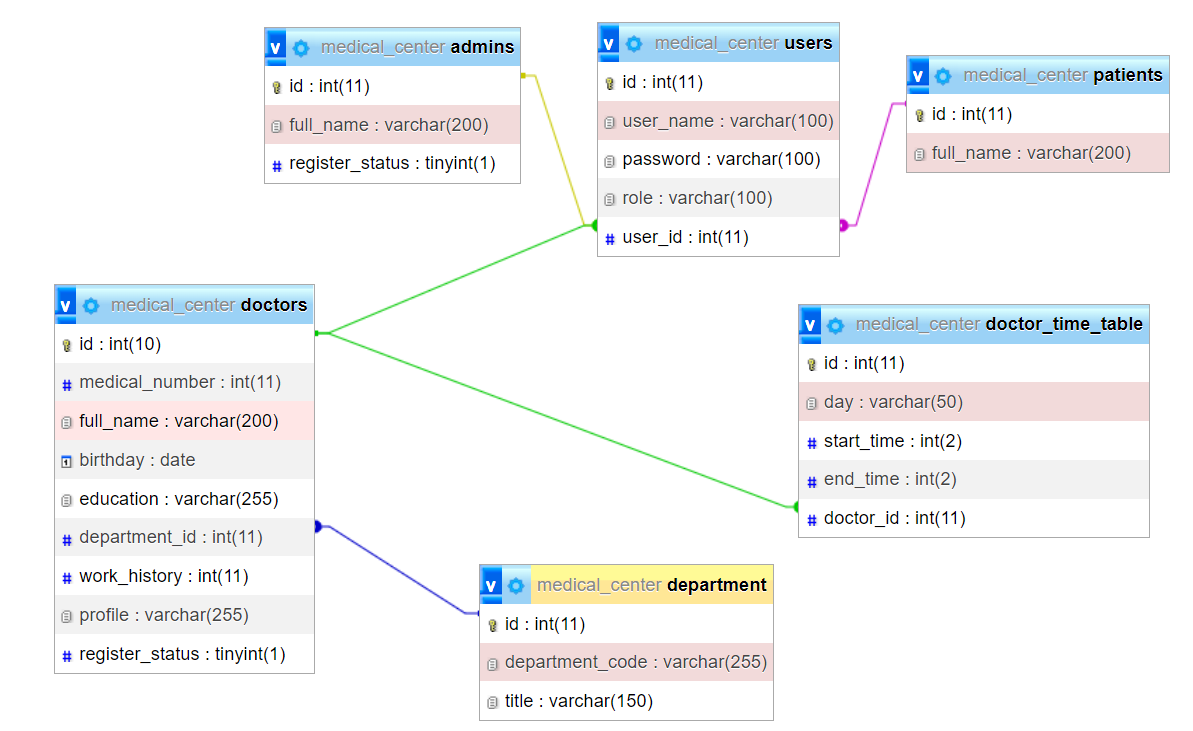 v medical_center admins
id : int(11)
full_name : varchar(200)
# register_status : tinyint(1)
v medical_center users
id : int(11)
user_name : varchar(100)
password : varchar(100)
role : varchar(100)
# user_id : int(11)
v medical_center patients
id : int(11)
full_name : varchar(200)
v medical_center doctors
id : int(10)
# medical_number : int(11)
full_name : varchar(200)
birthday : date
education : varchar(255)
# department_id : int(11)
# work_history : int(11)
profile : varchar(255)
# register_status : tinyint(1)
v medical_center doctor_time_table
id : int(11)
day : varchar(50)
# start_time : int(2)
# end_time : int(2)
# doctor_id : int(11)
v medical_center department
id : int(11)
department_code : varchar(255)
title : varchar(150)